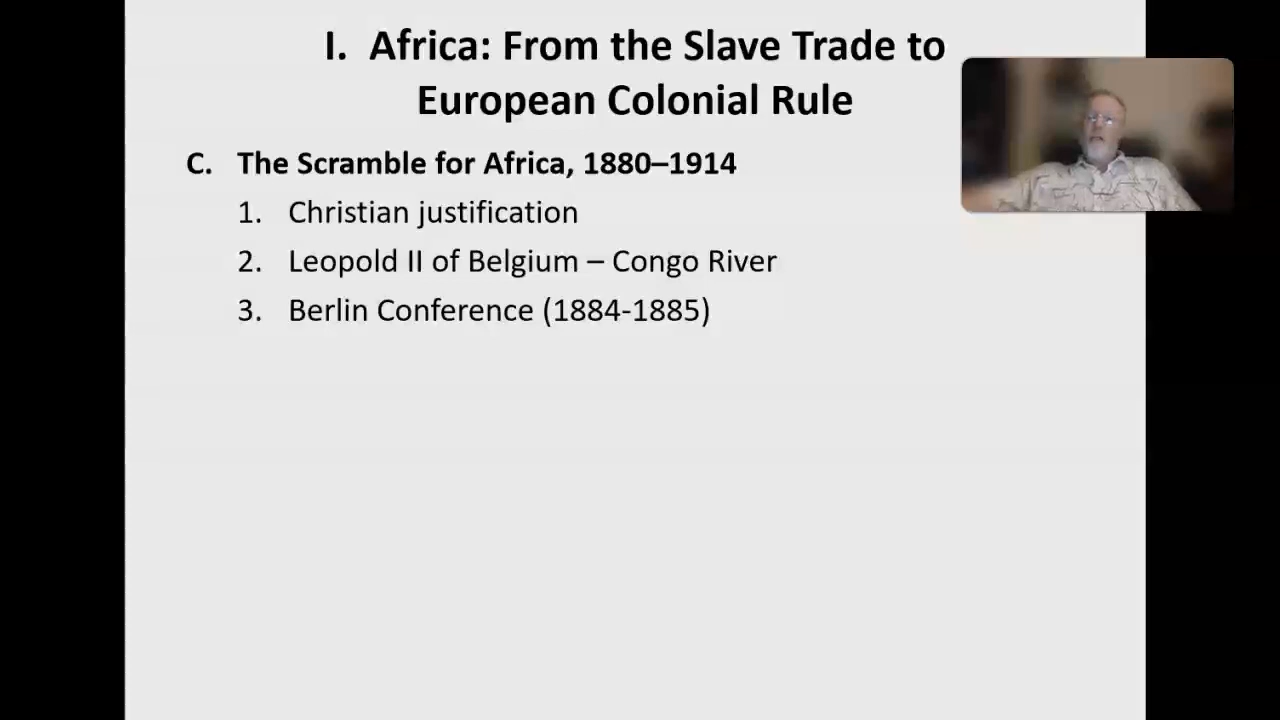 I. Africa: From the Slave Trade to
European Colonial Rule
C. The Scramble for Africa, 1880–1914
1. Christian justification
2. Leopold II of Belgium – Congo River
3. Berlin Conference (1884-1885)